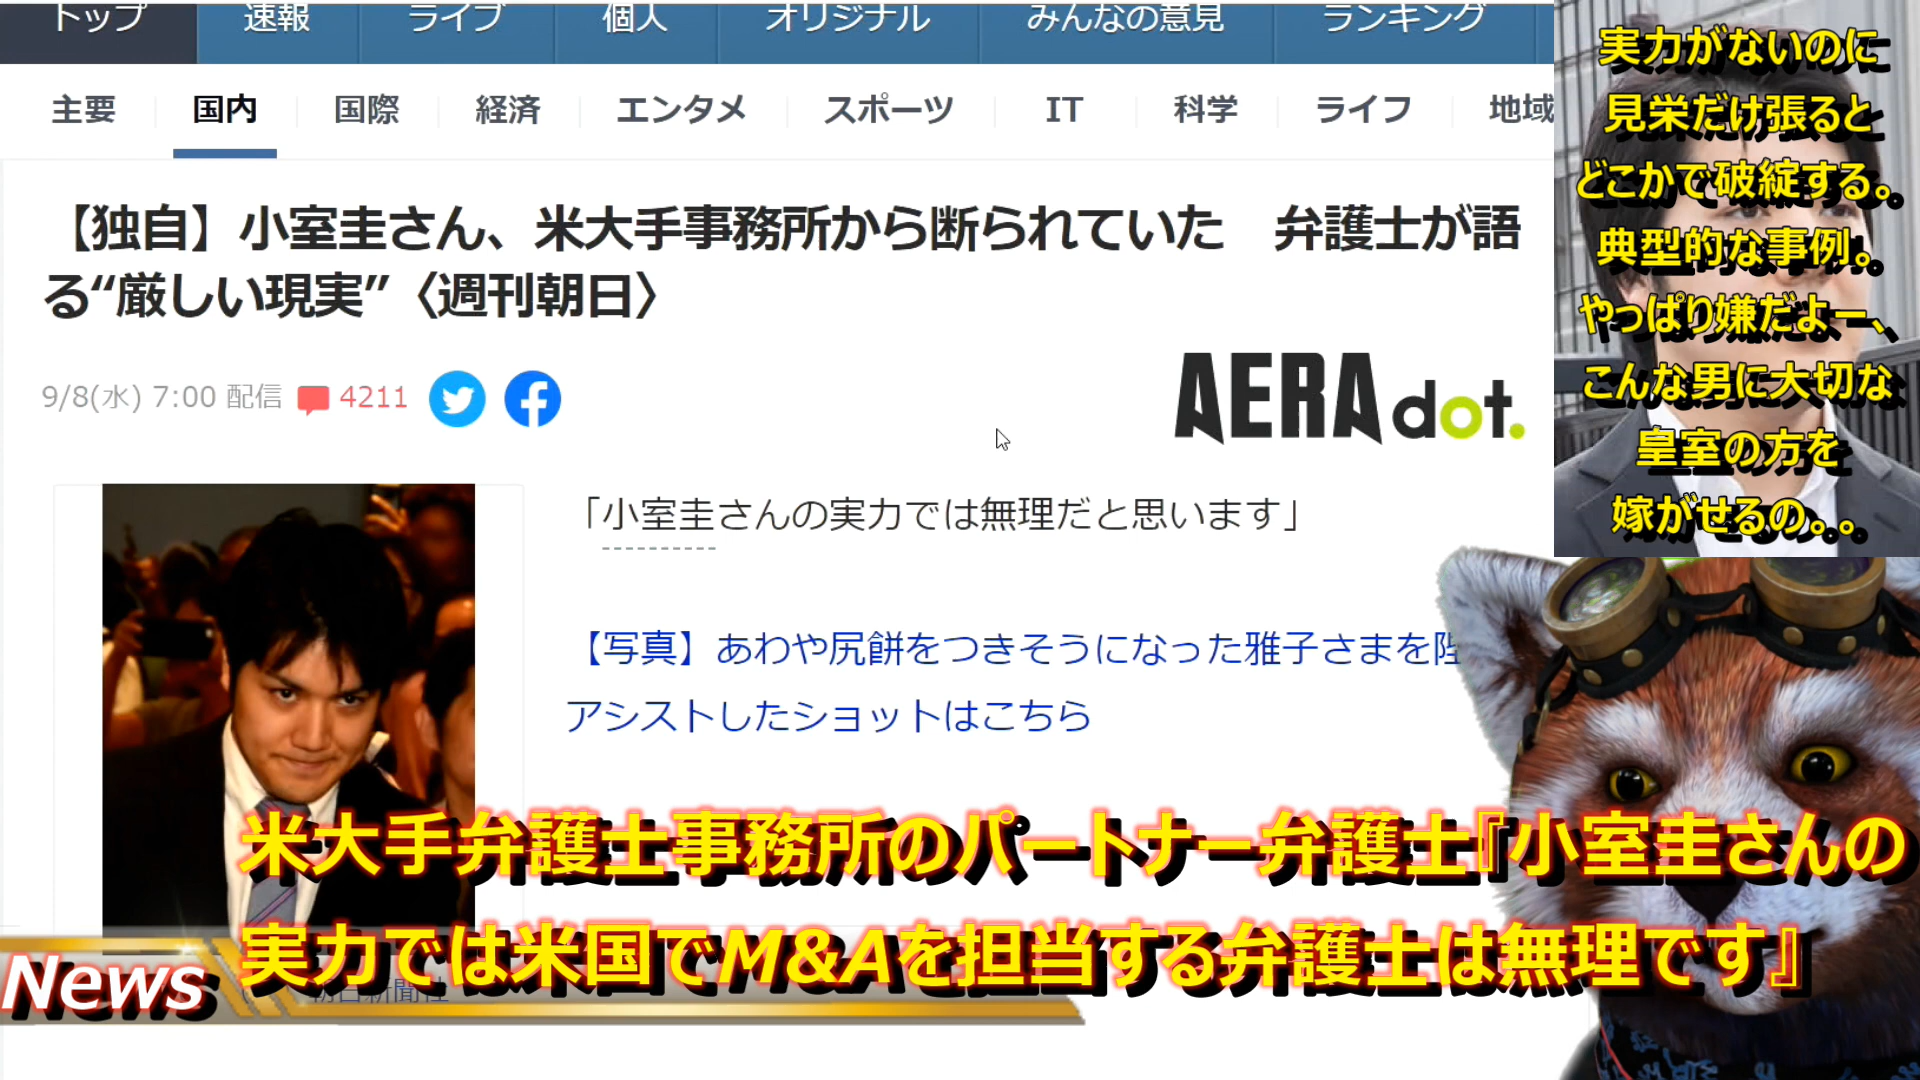 トップ
速報
ライブ
個人
オリジナル
みんなの意見
ランキング
主要
国内
国際
経済
エンタメ
スポーツ
IT
科学
ライフ
地域
【独自】小室圭さん、米大手事務所から断られていた　弁護士が語
る“厳しい現実”〈週刊朝日〉
9/8(水) 7:00 配信
4211
AERA dot.
「小室圭さんの実力では無理だと思います」
【写真】あわや尻餅をつきそうになった雅子さまを陛
アシストしたショットはこちら
実力がないのに
見栄だけ張ると
どこかで破綻する。
典型的な事例。
やっぱり嫌だよー、
こんな男に大切な
皇室の方を
嫁がせるの。。。
米大手弁護士事務所のパートナー弁護士『小室圭さんの
実力では米国でM&Aを担当する弁護士は無理です』
News
朝日新聞社